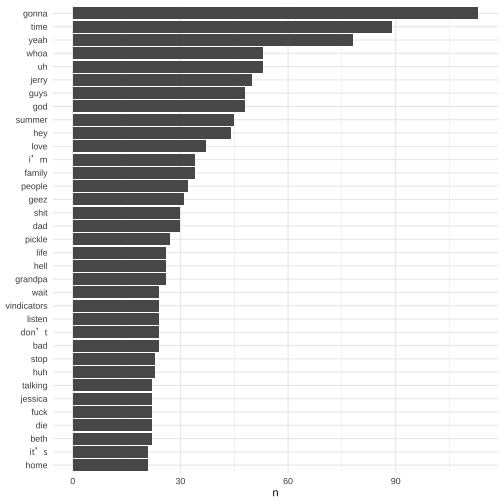 gonna
time
yeah
whoa
uh
jerry
guys
god
summer
hey
love
i’m
family
people
geez
shit
dad
pickle
life
hell
grandpa
wait
vindicators
listen
don’t
bad
stop
huh
talking
jessica
fuck
die
beth
it’s
home
0 30 60 90
n